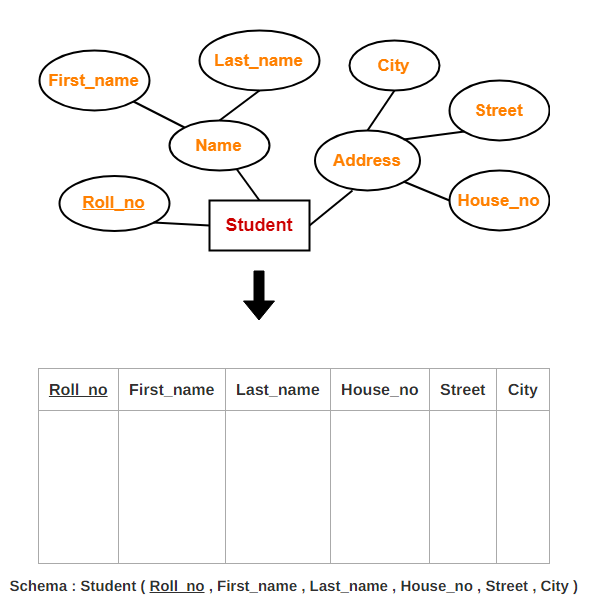 Last_name
City
First_name
Street
Name
Address
Roll_no
House_no
Student
Roll_no First_name Last_name House_no Street City
Schema : Student ( Roll_no , First_name , Last_name , House_no , Street , City )